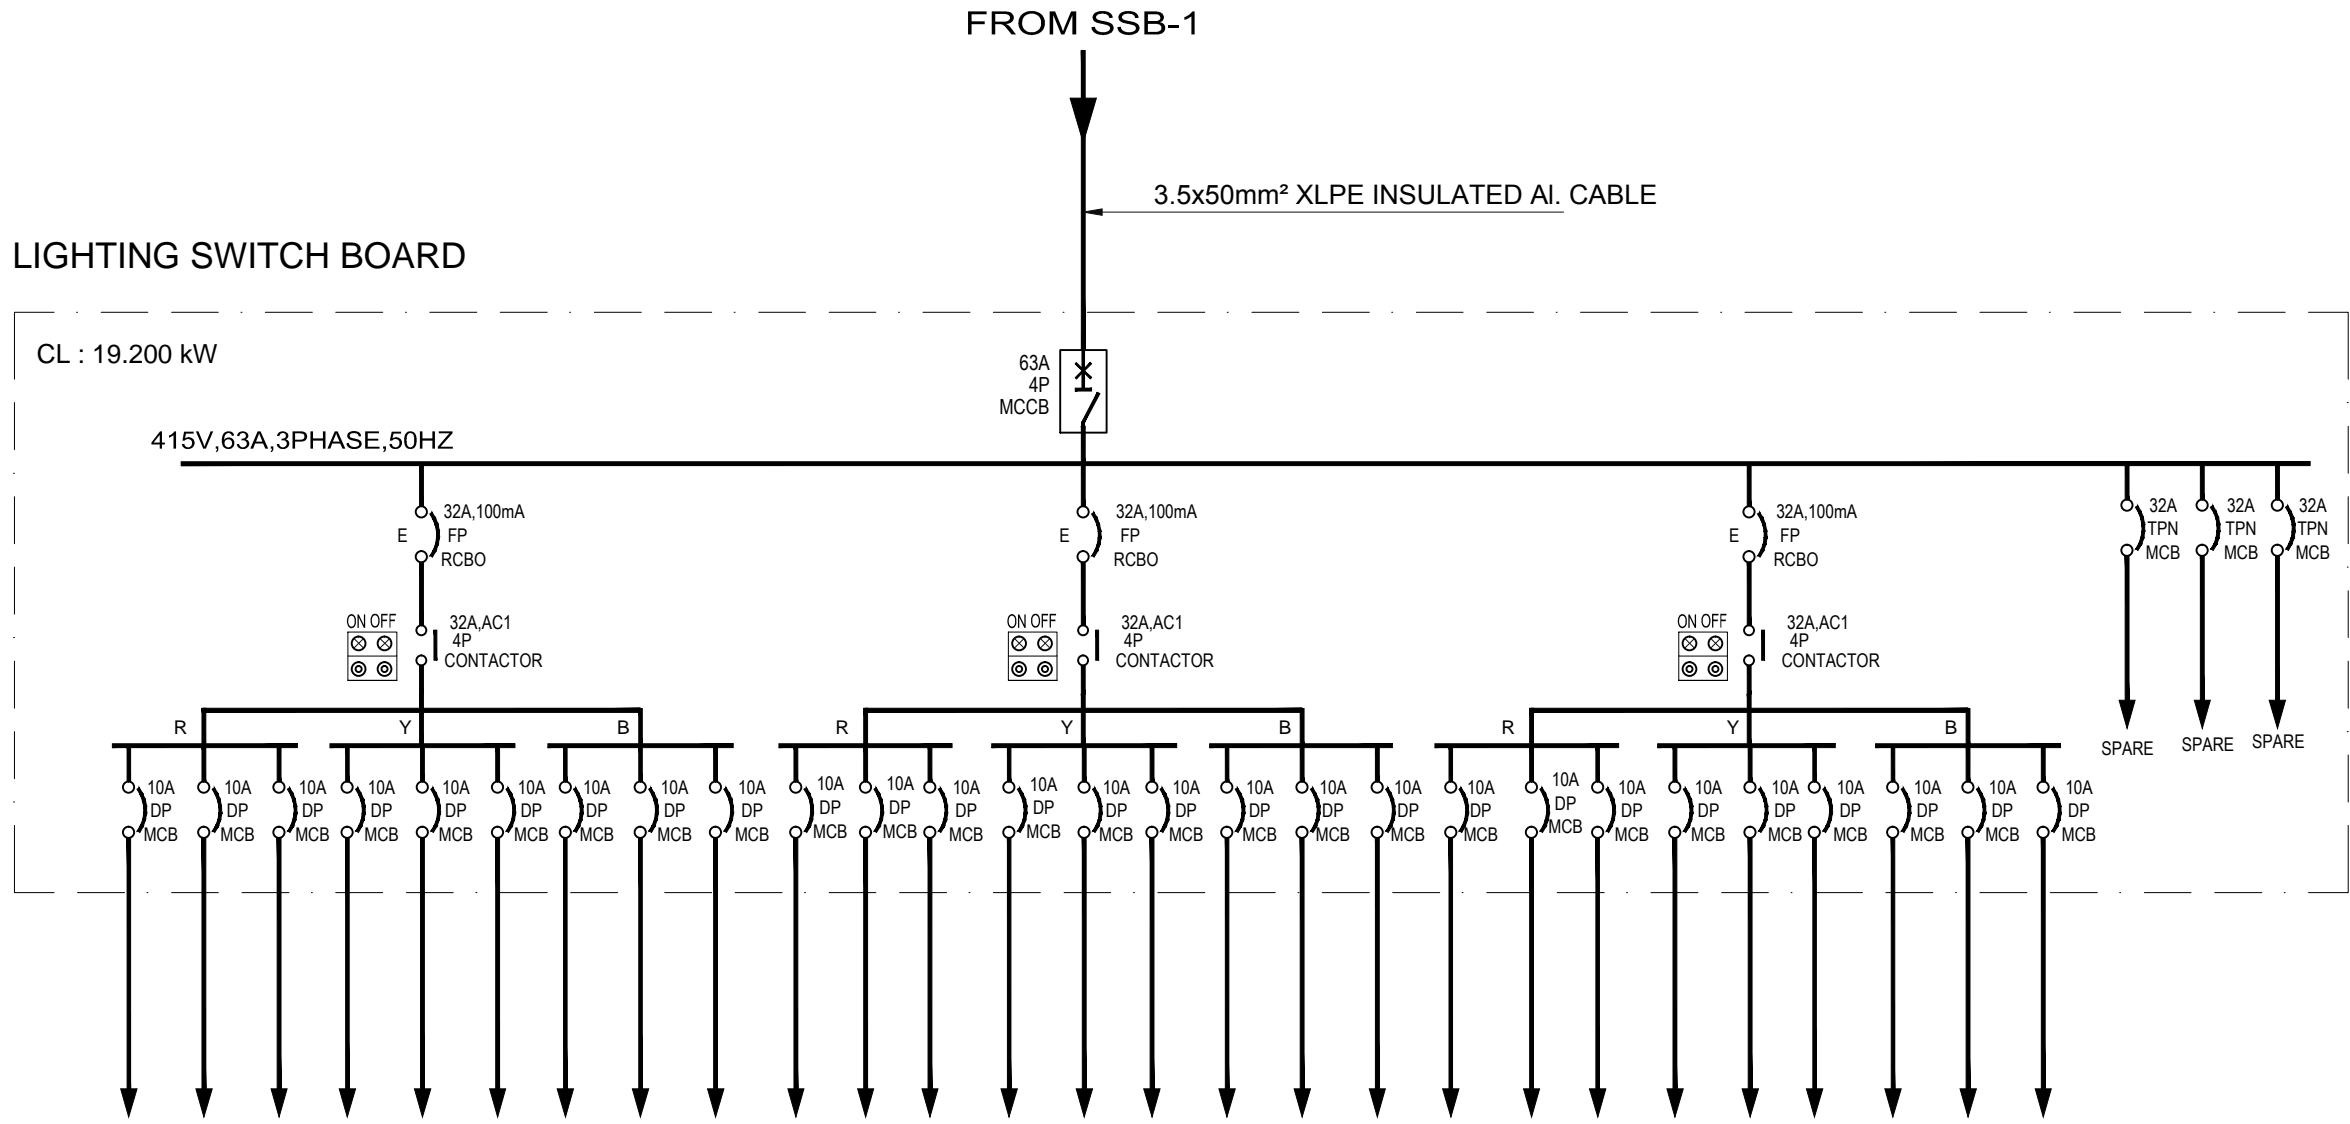 FROM SSB-1
3.5x50mm² XLPE INSULATED Al. CABLE
LIGHTING SWITCH BOARD
CL : 19.200 kW
63A
4P
MCCB
415V,63A,3PHASE,50HZ
32A,100mA
E FP
RCBO
32A,100mA
E FP
RCBO
32A,100mA
E FP
RCBO
32A
TPN
MCB
32A
TPN
MCB
32A
TPN
MCB
ON OFF
32A,AC1
4P
CONTACTOR
ON OFF
32A,AC1
4P
CONTACTOR
ON OFF
32A,AC1
4P
CONTACTOR
R Y B R Y B R Y B
SPARE SPARE SPARE
10A
DP
MCB
10A
DP
MCB
10A
DP
MCB
10A
DP
MCB
10A
DP
MCB
10A
DP
MCB
10A
DP
MCB
10A
DP
MCB
10A
DP
MCB
10A
DP
MCB
10A
DP
MCB
10A
DP
MCB
10A
DP
MCB
10A
DP
MCB
10A
DP
MCB
10A
DP
MCB
10A
DP
MCB
10A
DP
MCB
10A
DP
MCB
10A
DP
MCB
10A
DP
MCB
10A
DP
MCB
10A
DP
MCB
10A
DP
MCB
10A
DP
MCB
10A
DP
MCB
10A
DP
MCB